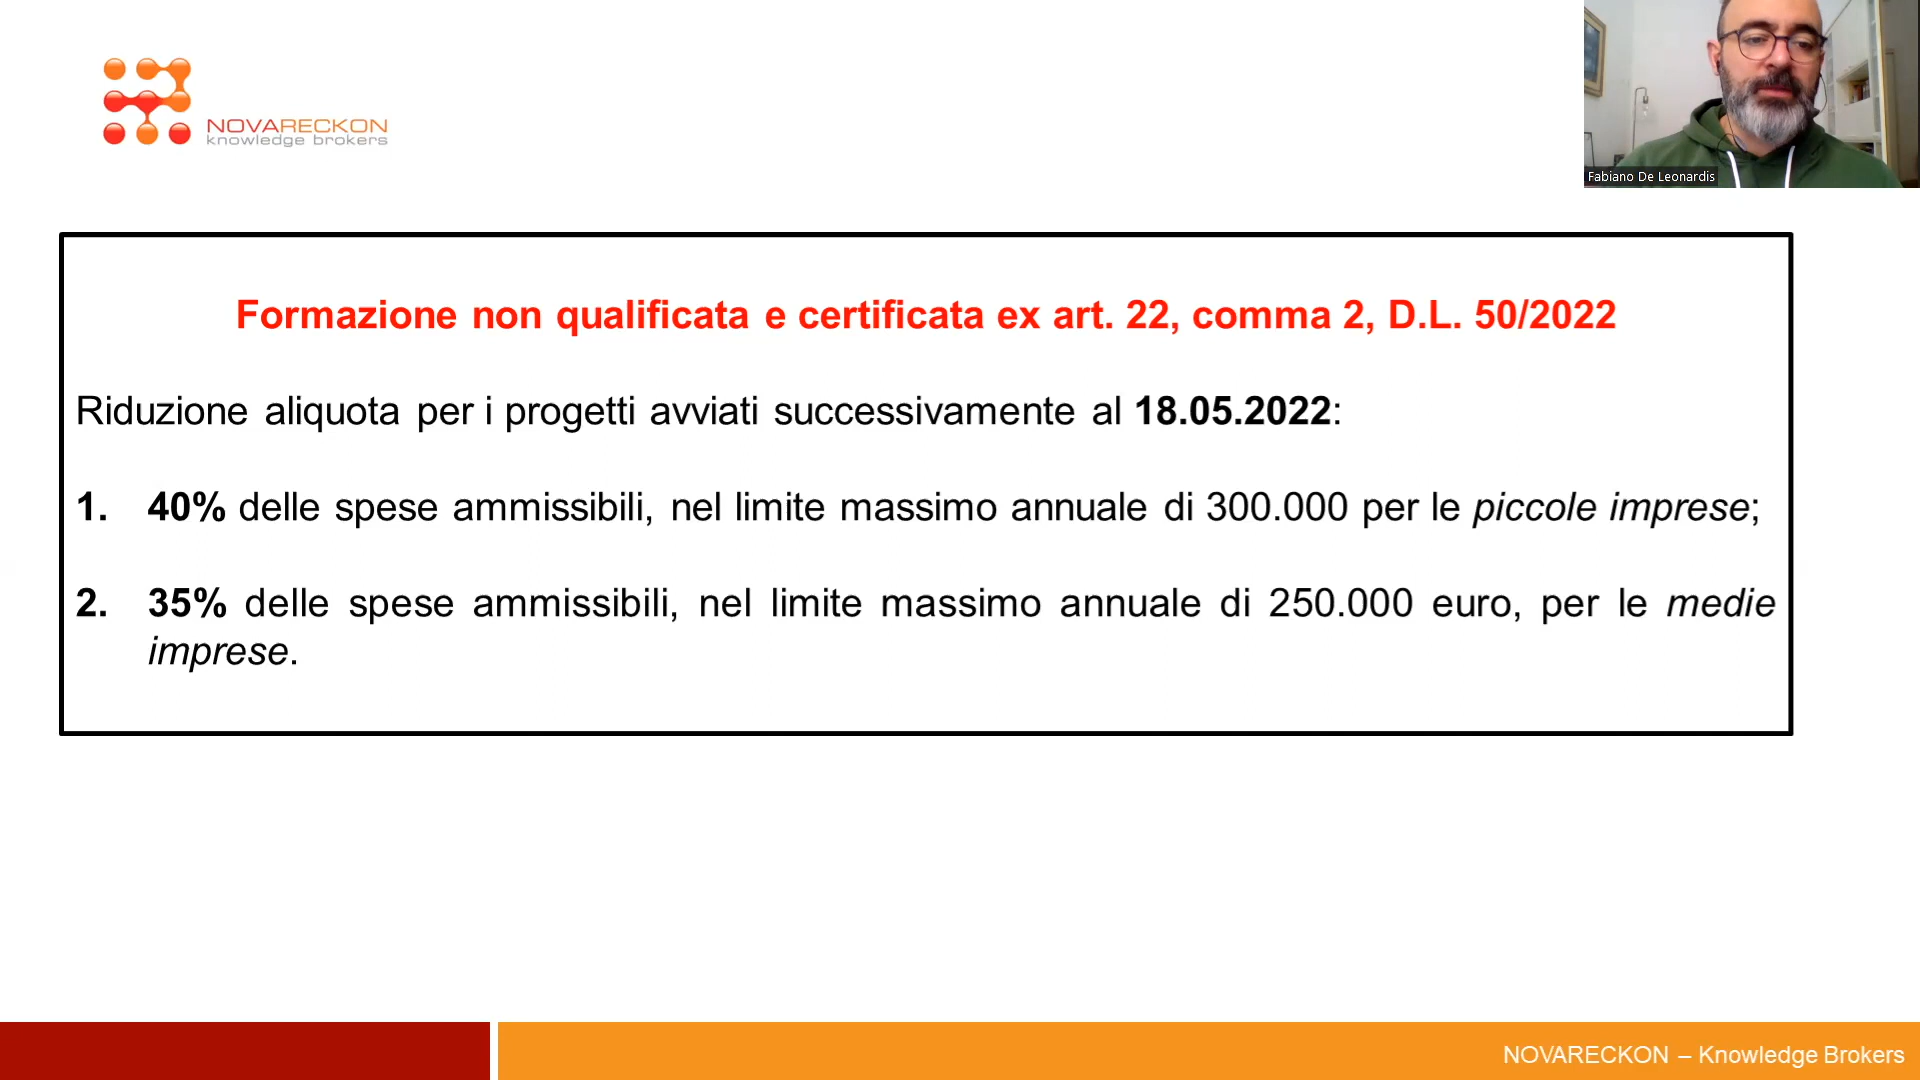 NOVARECKON
knowledge brokers
Fabiano De Leonardis
Formazione non qualificata e certificata ex art. 22, comma 2, D.L. 50/2022
Riduzione aliquota per i progetti avviati successivamente al 18.05.2022:
1. 40% delle spese ammissibili, nel limite massimo annuale di 300.000 per le piccole imprese;
2. 35% delle spese ammissibili, nel limite massimo annuale di 250.000 euro, per le medie
imprese.
NOVARECKON – Knowledge Brokers